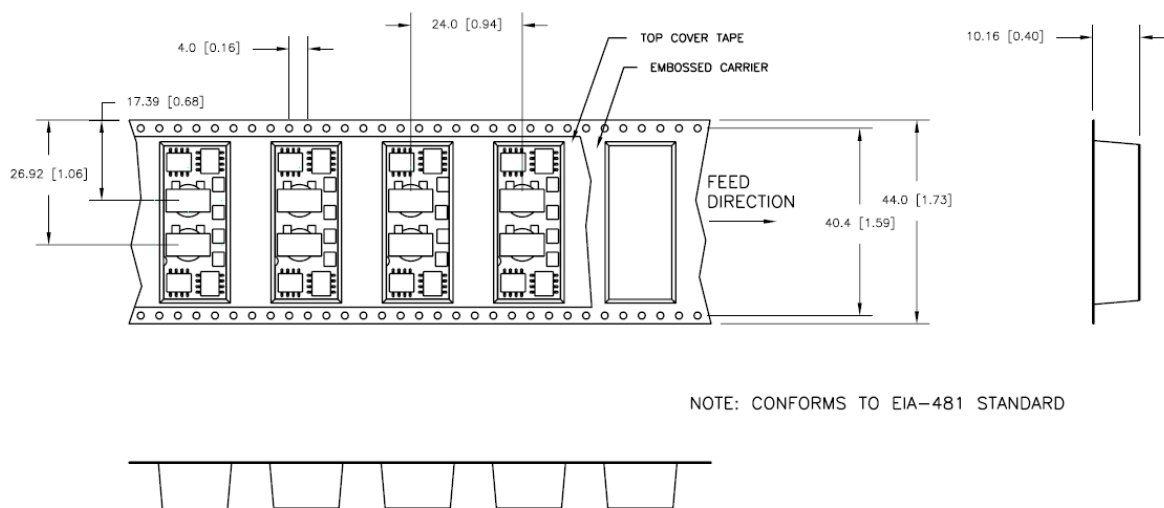 24.0 [0.94]
10.16 [0.40]
TOP COVER TAPE
4.0 [0.16]
EMBOSSED CARRIER
17.39 [0.68]
26.92 [1.06]
FEED
DIRECTION
44.0 [1.73]
40.4 [1.59]
NOTE: CONFORMS TO EIA-481 STANDARD